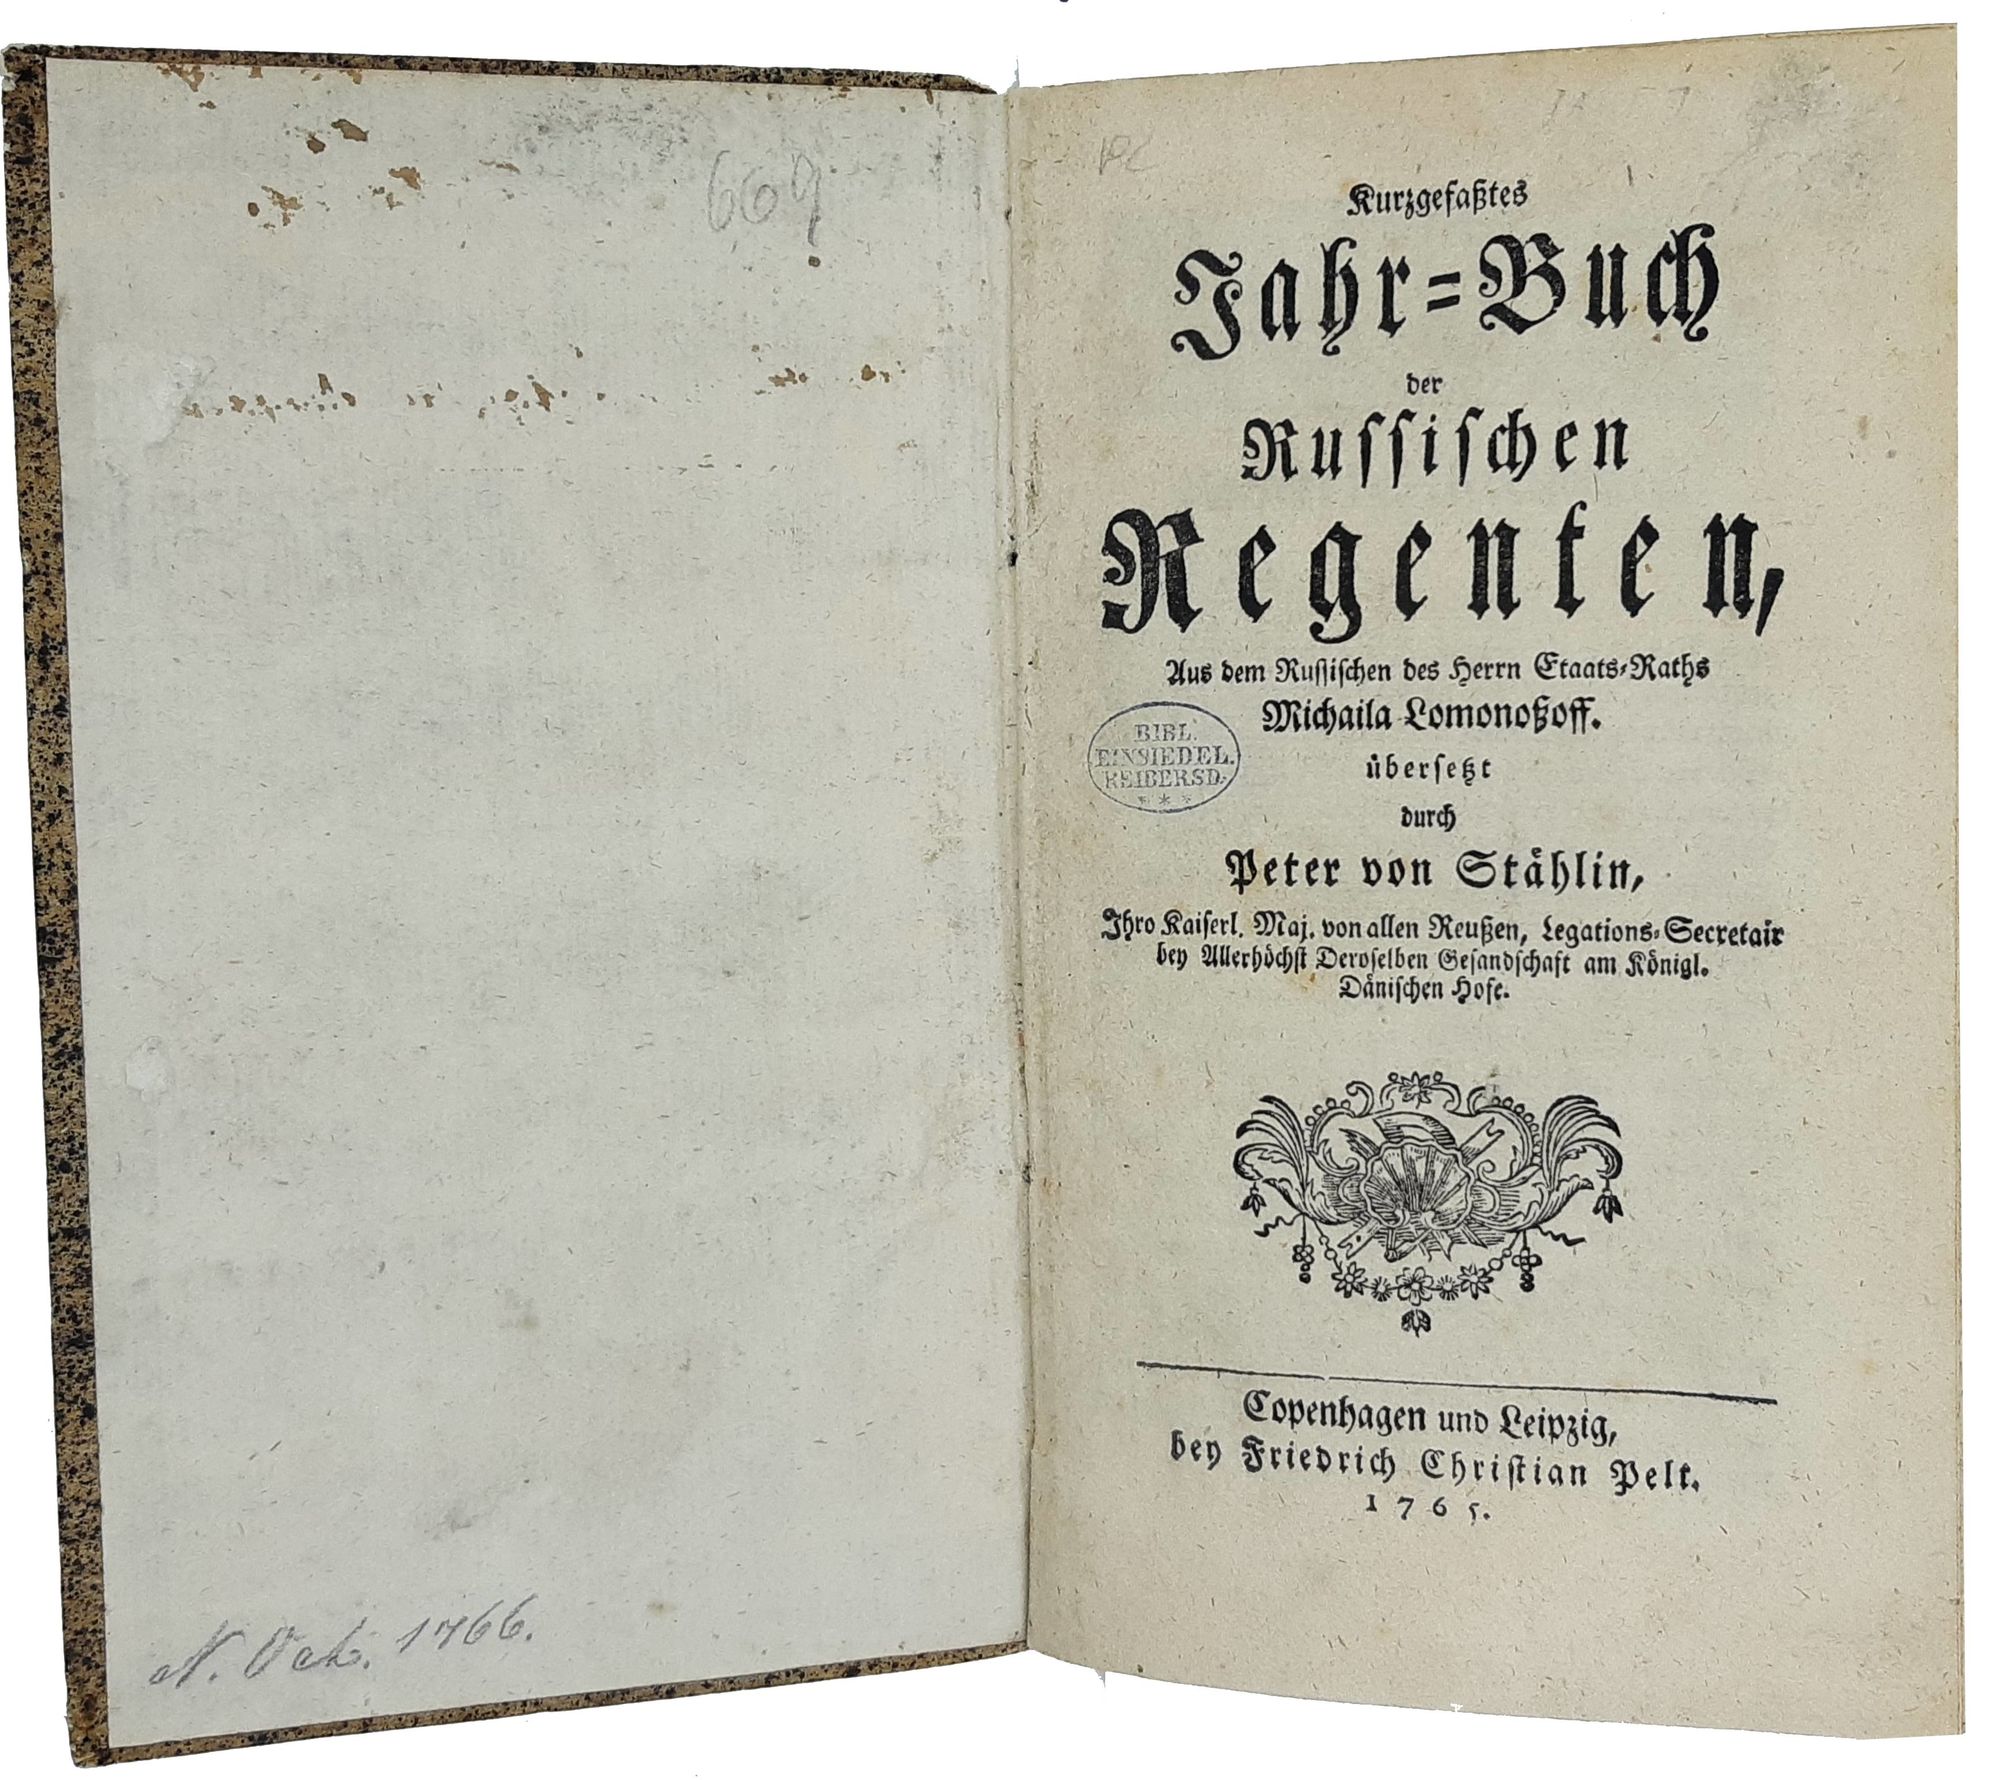 669
N. Oct. 1766.
Kurzgefaßtes
Jahr=Buch
der
Russischen
Regenten,
Aus dem Russischen des Herrn Etaats-Raths
Michaila Lomonoßoff.
übersetzt
durch
Peter von Stählin,
Ihro Kaiserl. Maj. von allen Reußen, Legations-Secretair
bey Allerhöchst Deroselben Gesandschaft am Königl.
Dänischen Hofe.
BIBL.
EINSIEDEL.
REIBERSD.
Copenhagen und Leipzig,
bey Friedrich Christian Pelt.
1765.